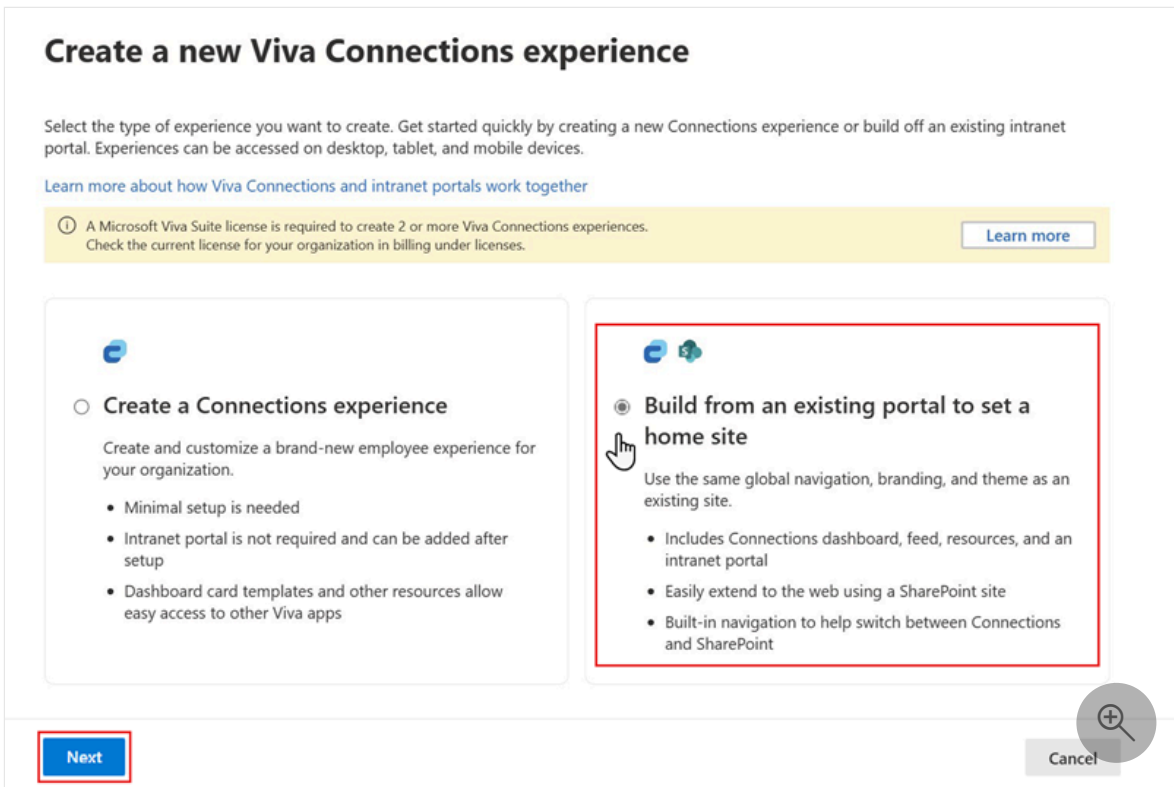 Create a new Viva Connections experience
Select the type of experience you want to create. Get started quickly by creating a new Connections experience or build off an existing intranet
portal. Experiences can be accessed on desktop, tablet, and mobile devices.
Learn more about how Viva Connections and intranet portals work together
A Microsoft Viva Suite license is required to create 2 or more Viva Connections experiences.
Check the current license for your organization in billing under licenses.
Learn more
Create a Connections experience
Create and customize a brand-new employee experience for
your organization.
• Minimal setup is needed
• Intranet portal is not required and can be added after
setup
• Dashboard card templates and other resources allow
easy access to other Viva apps
Build from an existing portal to set a
home site
Use the same global navigation, branding, and theme as an
existing site.
• Includes Connections dashboard, feed, resources, and an
intranet portal
• Easily extend to the web using a SharePoint site
• Built-in navigation to help switch between Connections
and SharePoint
Next
Cancel